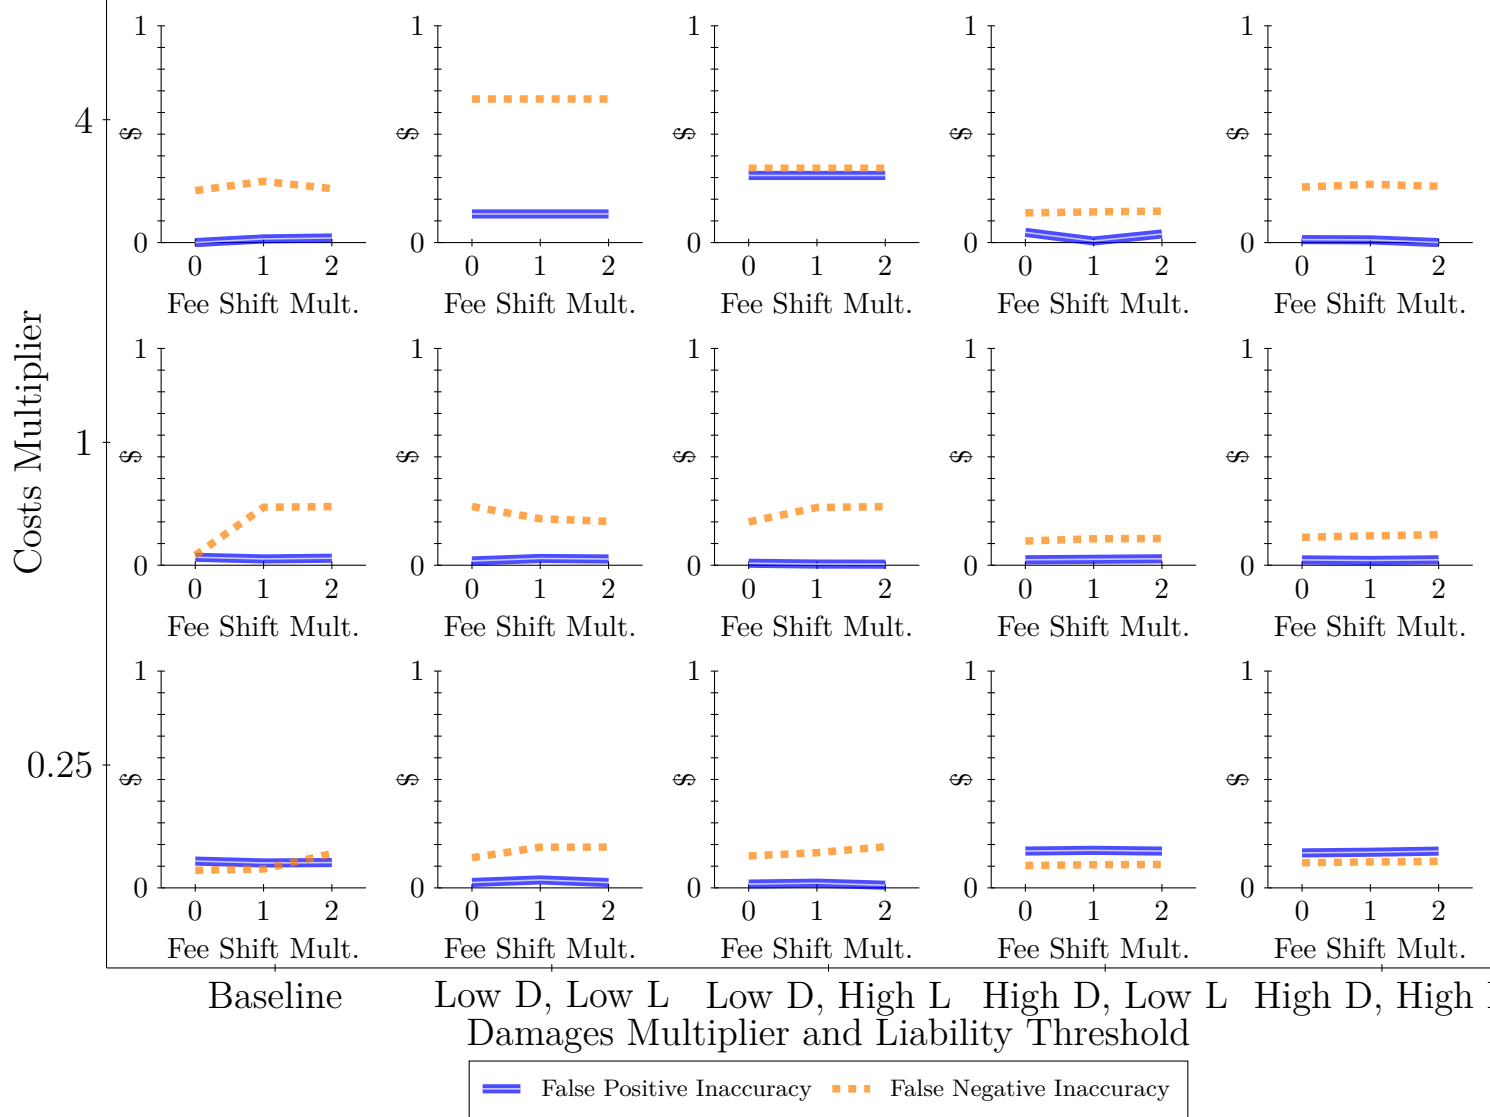 Costs Multiplier
4
1
$
0
0 1 2
Fee Shift Mult.
1
$
0
0 1 2
Fee Shift Mult.
1
$
0
0 1 2
Fee Shift Mult.
1
$
0
0 1 2
Fee Shift Mult.
1
$
0
0 1 2
Fee Shift Mult.
1
1
$
0
0 1 2
Fee Shift Mult.
1
$
0
0 1 2
Fee Shift Mult.
1
$
0
0 1 2
Fee Shift Mult.
1
$
0
0 1 2
Fee Shift Mult.
1
$
0
0 1 2
Fee Shift Mult.
0.25
1
$
0
0 1 2
Fee Shift Mult.
1
$
0
0 1 2
Fee Shift Mult.
1
$
0
0 1 2
Fee Shift Mult.
1
$
0
0 1 2
Fee Shift Mult.
1
$
0
0 1 2
Fee Shift Mult.
Baseline
Low D, Low L
Low D, High L
High D, Low L
High D, High
Damages Multiplier and Liability Threshold
False Positive Inaccuracy
False Negative Inaccuracy